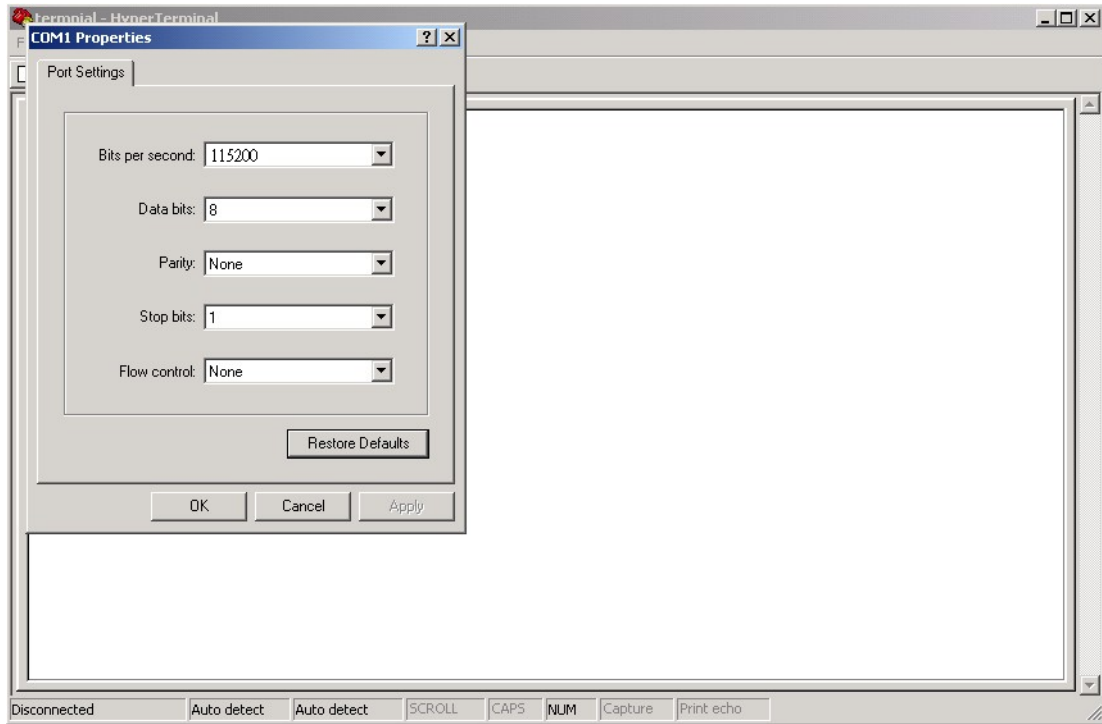 termpial - HyperTerminal
COM1 Properties
F
Port Settings
Bits per second: 115200
Data bits: 8
Parity: None
Stop bits: 1
Flow control: None
Restore Defaults
OK Cancel Apply
Disconnected Auto detect Auto detect SCROLL CAPS NUM Capture Print echo